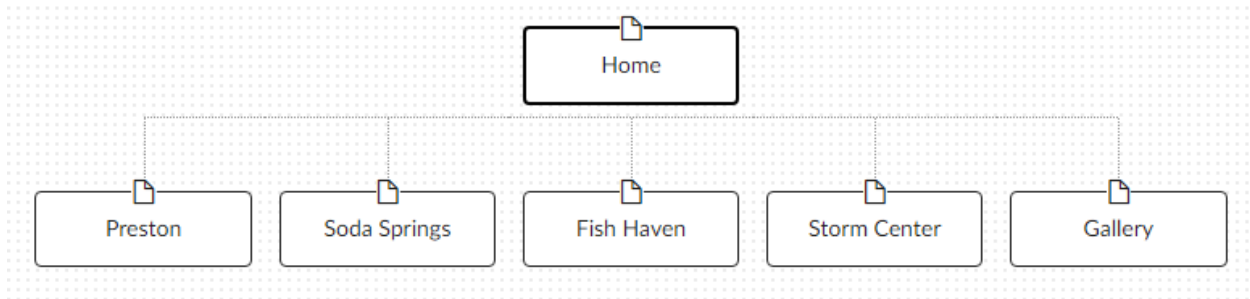 Home
Preston
Soda Springs
Fish Haven
Storm Center
Gallery